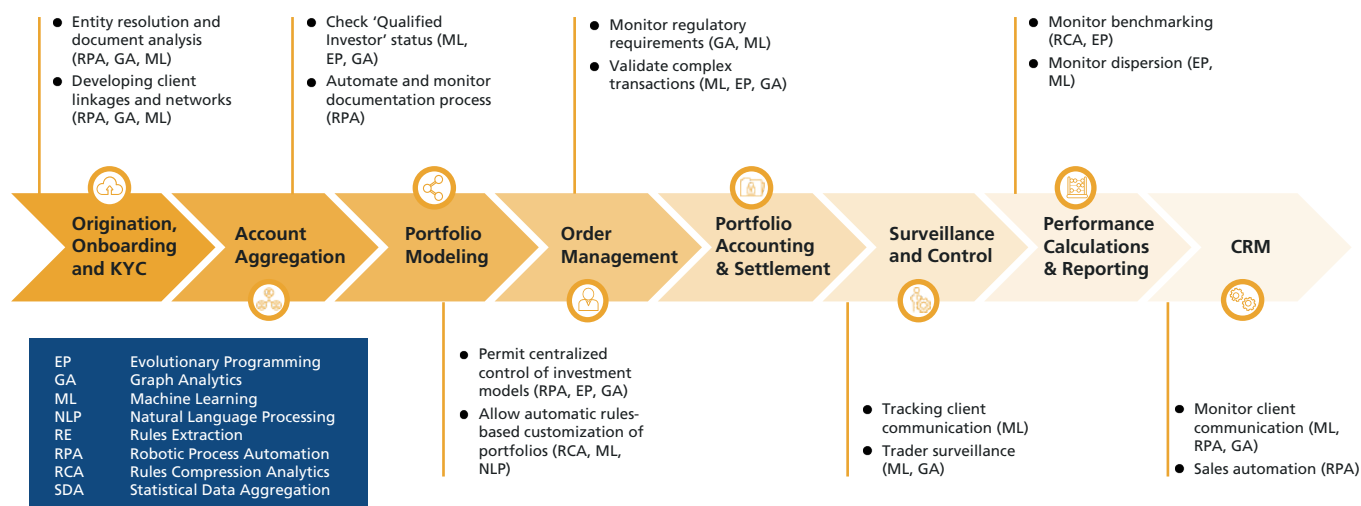 ● Entity resolution and
document analysis
(RPA, GA, ML)
● Developing client
linkages and networks
(RPA, GA, ML)
● Check ‘Qualified
Investor’ status (ML,
EP, GA)
● Automate and monitor
documentation process
(RPA)
● Monitor regulatory
requirements (GA, ML)
● Validate complex
transactions (ML, EP, GA)
● Monitor benchmarking
(RCA, EP)
● Monitor dispersion (EP,
ML)
Origination,
Onboarding
and KYC
Account
Aggregation
Portfolio
Modeling
Order
Management
Portfolio
Accounting
& Settlement
Surveillance
and Control
Performance
Calculations
& Reporting
CRM
EP Evolutionary Programming
GA Graph Analytics
ML Machine Learning
NLP Natural Language Processing
RE Rules Extraction
RPA Robotic Process Automation
RCA Rules Compression Analytics
SDA Statistical Data Aggregation
● Permit centralized
control of investment
models (RPA, EP, GA)
● Allow automatic rules-
based customization of
portfolios (RCA, ML,
NLP)
● Tracking client
communication (ML)
● Trader surveillance
(ML, GA)
● Monitor client
communication (ML,
RPA, GA)
● Sales automation (RPA)